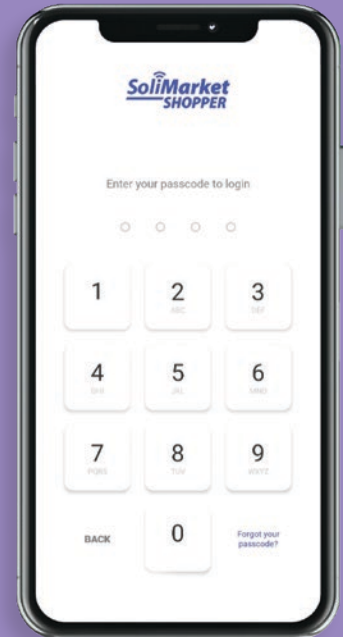 SoliMarket
SHOPPER
Enter your passcode to login
1
2
ABC
3
DEF
4
GHI
5
JKL
6
MNO
7
PQRS
8
TUV
9
WXYZ
BACK
0
Forgot your
passcode?